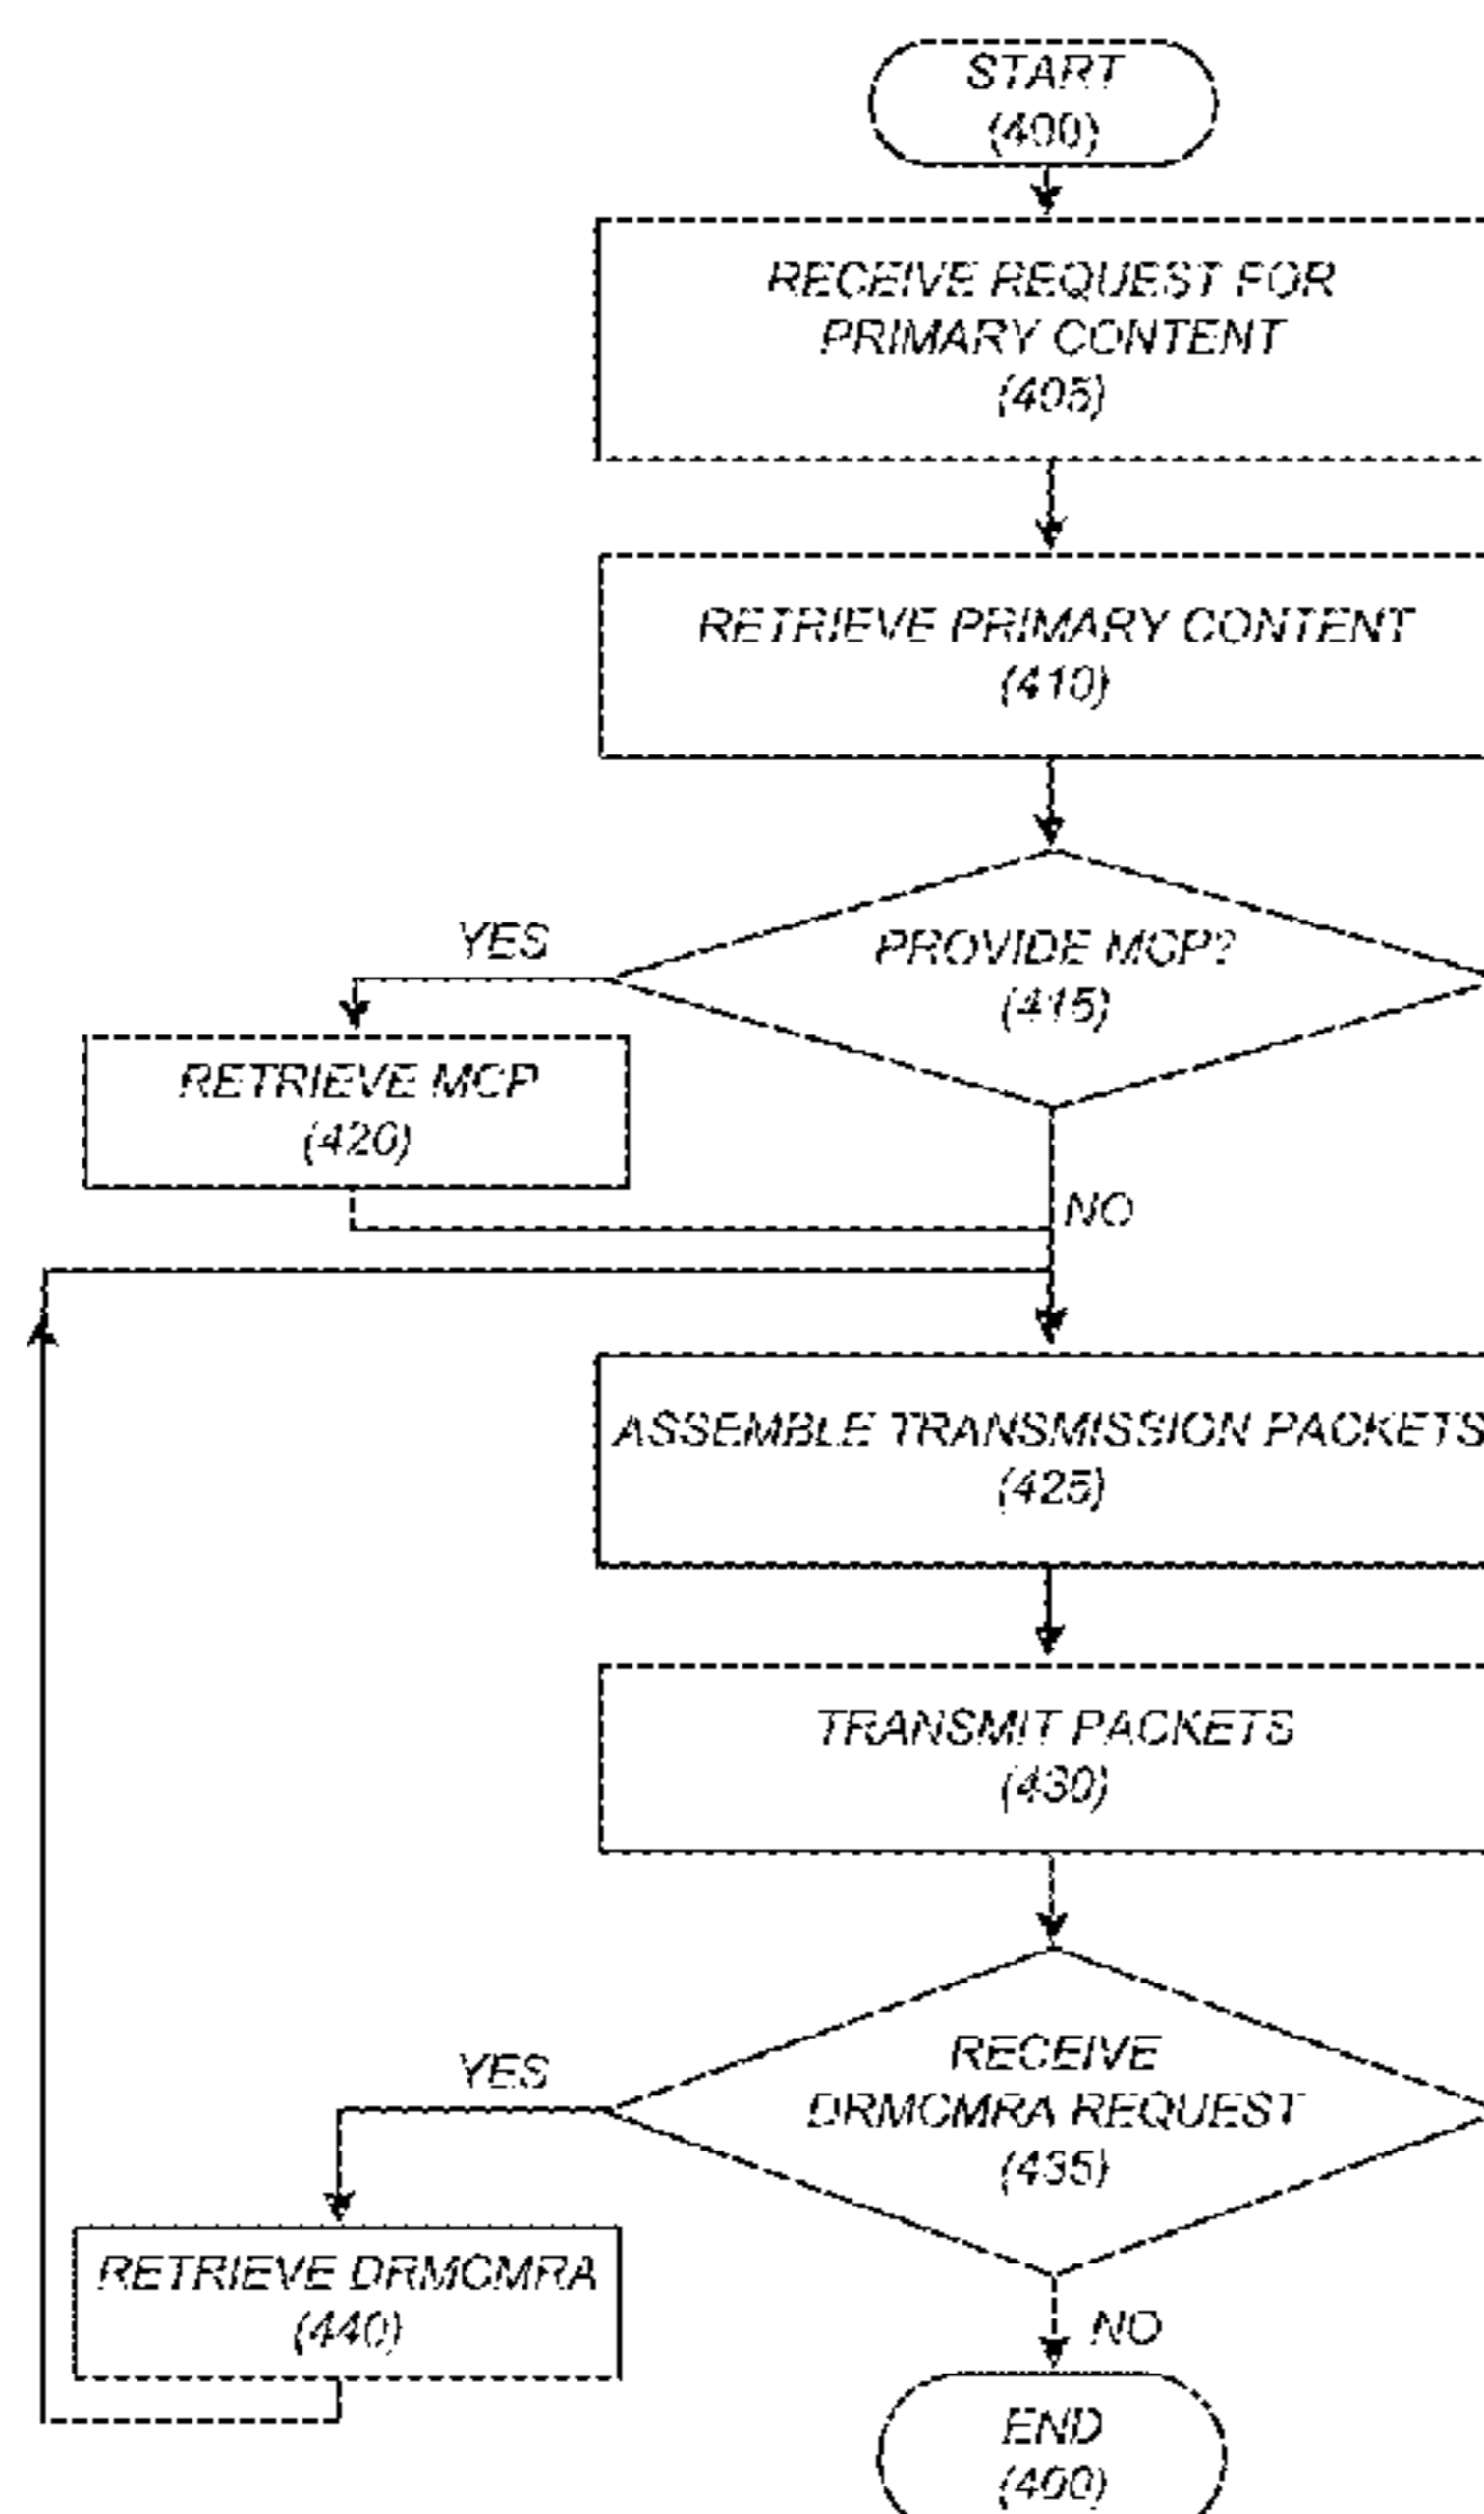 START
(400)
RECEIVE REQUEST FOR
PRIMARY CONTENT
(405)
RETRIEVE PRIMARY CONTENT
(410)
YES
PROVIDE MCP?
(415)
RETRIEVE MCP
(420)
NO
ASSEMBLE TRANSMISSION PACKETS
(425)
TRANSMIT PACKETS
(430)
YES
RECEIVE
DRMCMRA REQUEST
(435)
RETRIEVE DRMCMRA
(440)
NO
END
(400)